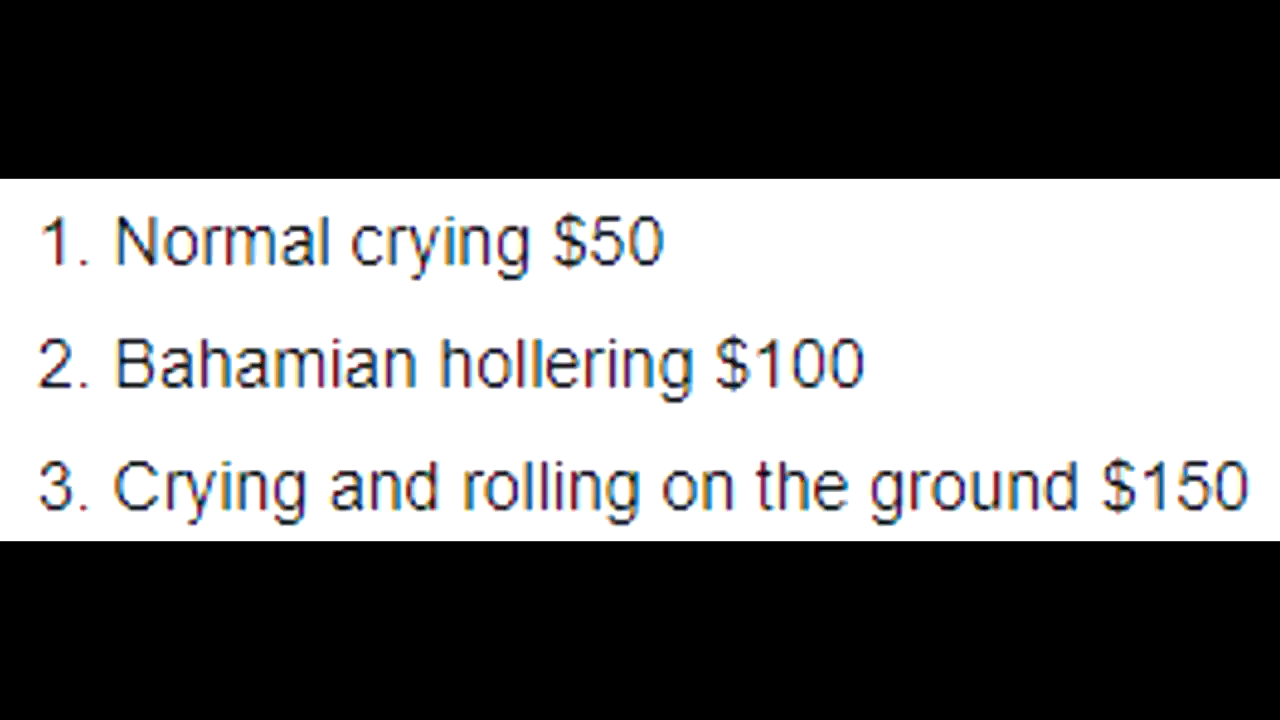 1. Normal crying $50
2. Bahamian hollering $100
3. Crying and rolling on the ground $150